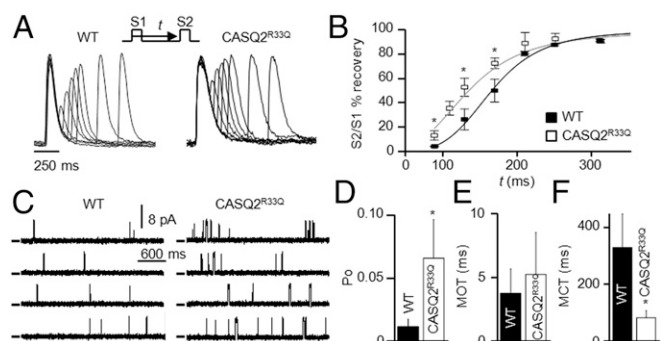 A
WT
S1
t
S2
CASQ2R33Q
250 ms
B
S2/S1 % recovery
100
80
60
40
20
0
*
*
*
WT
CASQ2R33Q
0
100
200
300
t (ms)
C
WT
8 pA
CASQ2R33Q
600 ms
D
Po
0.10
0.05
0.0
*
WT
CASQ2R33Q
E
MOT (ms)
10
5
0
WT
CASQ2R33Q
F
MCT (ms)
400
200
0
WT
*
CASQ2R33Q